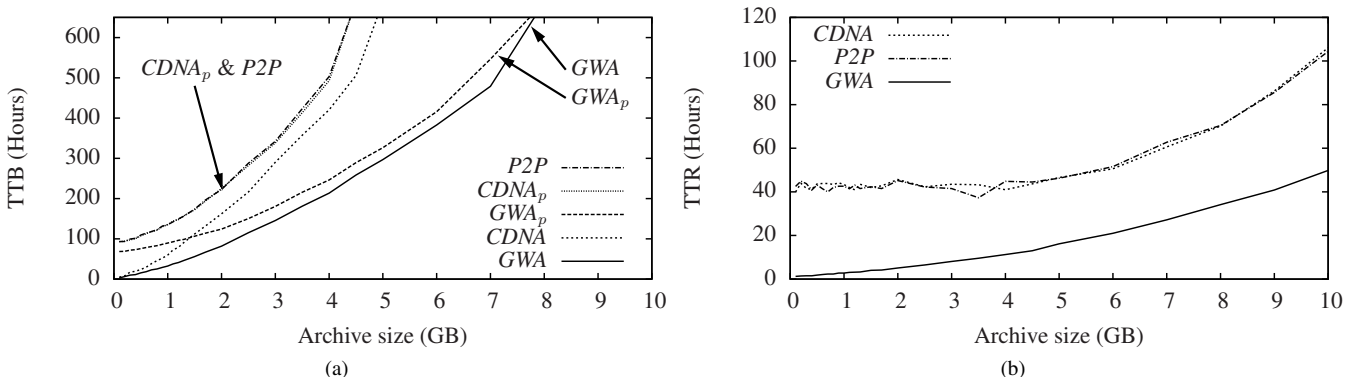 TTB (Hours)
600
500
400
300
200
100
0
CDNAₚ & P2P
GWA
GWAₚ
P2P
CDNAₚ
GWAₚ
CDNA
GWA
0 1 2 3 4 5 6 7 8 9 10
Archive size (GB)
(a)
TTR (Hours)
120
100
80
60
40
20
0
CDNA
P2P
GWA
0 1 2 3 4 5 6 7 8 9 10
Archive size (GB)
(b)